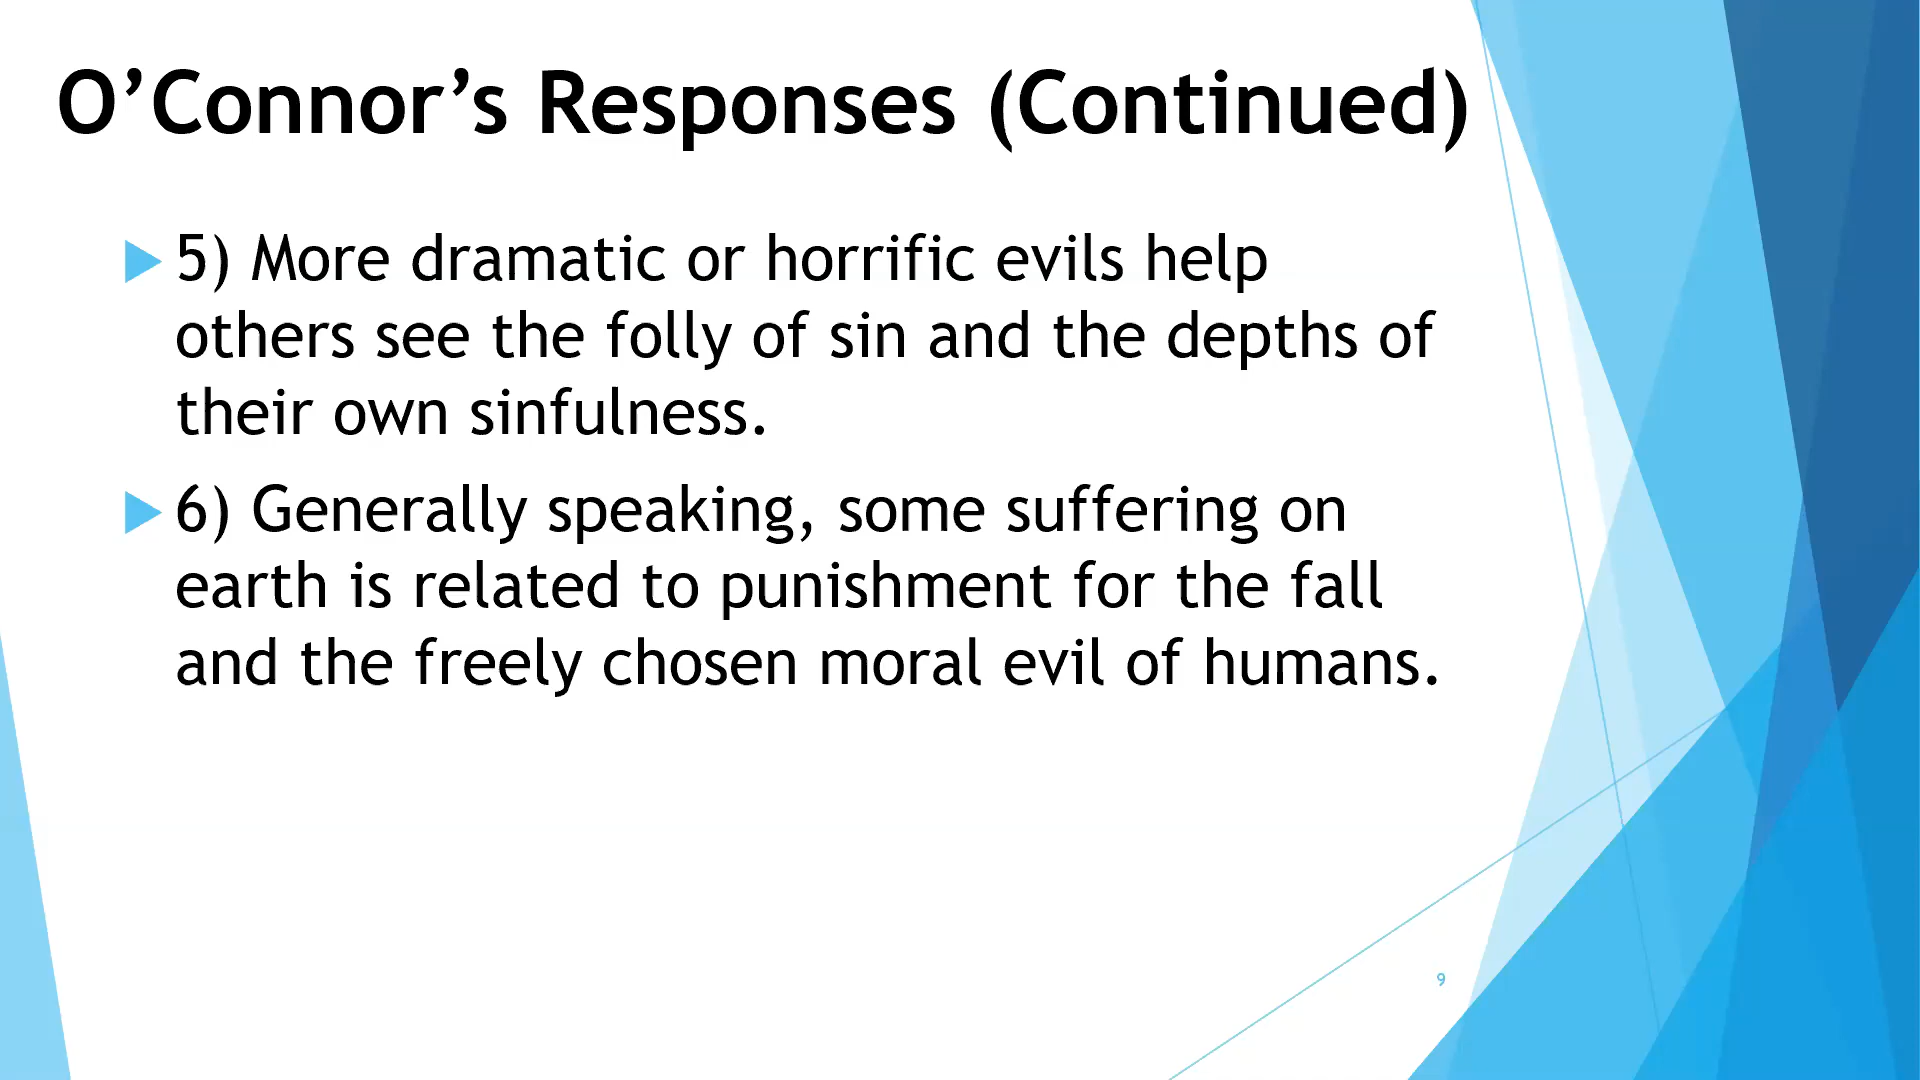 O’Connor’s Responses (Continued)
5) More dramatic or horrific evils help
others see the folly of sin and the depths of
their own sinfulness.
6) Generally speaking, some suffering on
earth is related to punishment for the fall
and the freely chosen moral evil of humans.
9